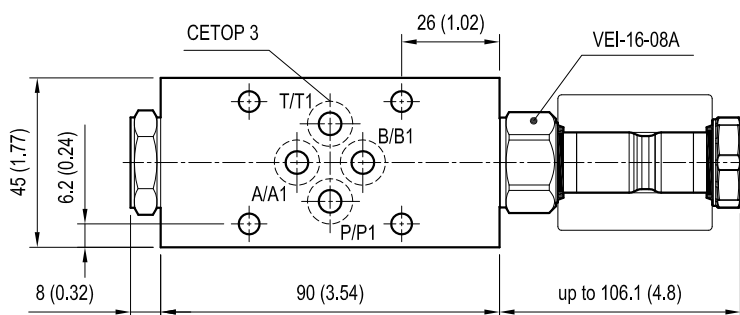 CETOP 3
26 (1.02)
VEI-16-08A
T/T1
B/B1
A/A1
P/P1
45 (1.77)
6.2 (0.24)
8 (0.32)
90 (3.54)
up to 106.1 (4.8)